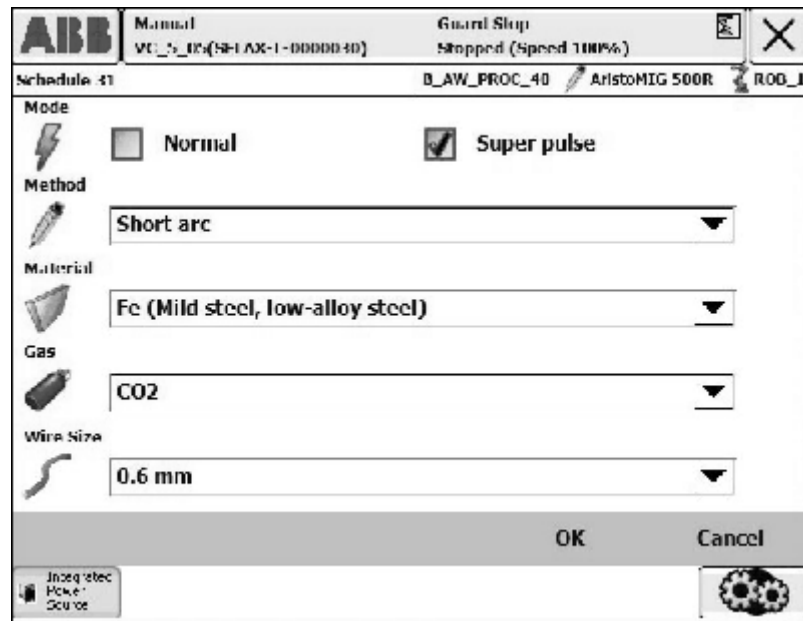 ABB
Manual
Guard Stop
Stopped (Speed 100%)
Schedule 31
B_AW_PROC_40
AristoMIG 500R
Mode
Normal
Super pulse
Method
Short arc
Material
Fe (Mild steel, low-alloy steel)
Gas
CO2
Wire Size
0.6 mm
OK
Cancel
Integrated
Power
Source